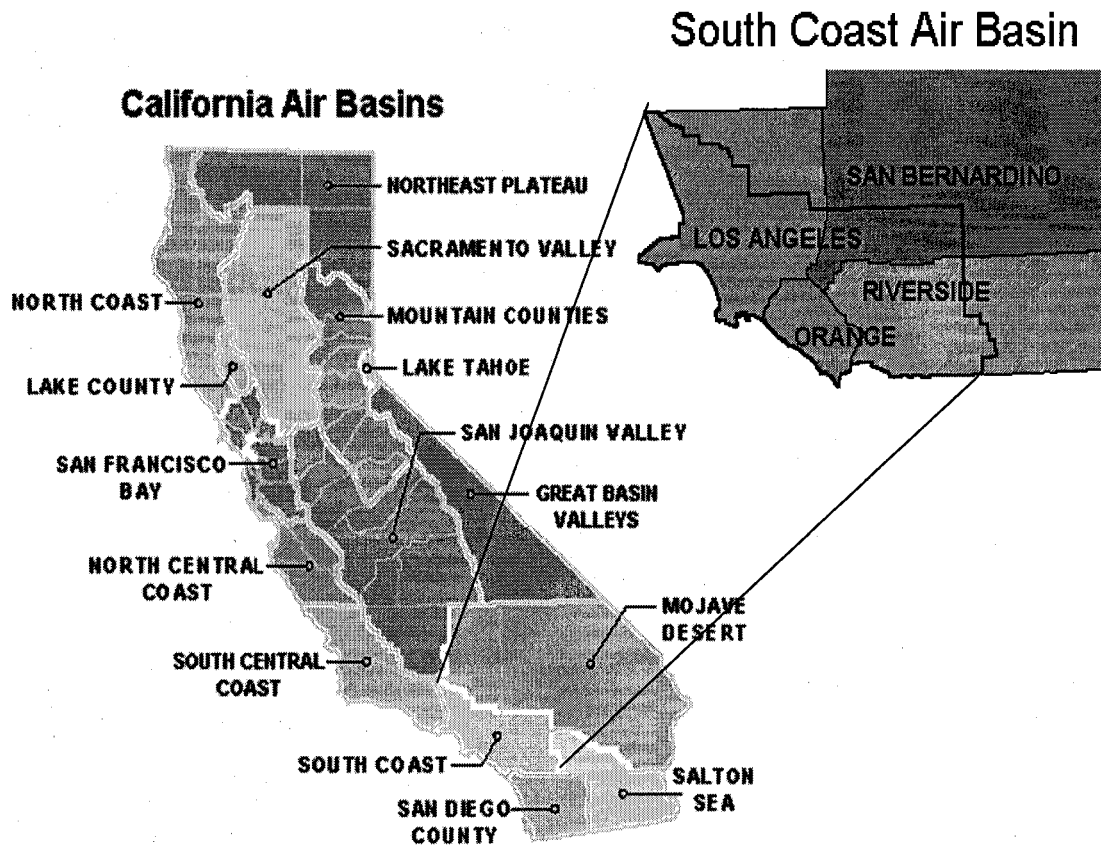 South Coast Air Basin
California Air Basins
NORTHEAST PLATEAU
SACRAMENTO VALLEY
NORTH COAST
MOUNTAIN COUNTIES
LAKE TAHOE
LAKE COUNTY
SAN JOAQUIN VALLEY
SAN FRANCISCO
BAY
GREAT BASIN
VALLEYS
NORTH CENTRAL
COAST
MOJAVE
DESERT
SOUTH CENTRAL
COAST
SOUTH COAST
SALTON
SEA
SAN DIEGO
COUNTY
SAN BERNARDINO
LOS ANGELES
RIVERSIDE
ORANGE